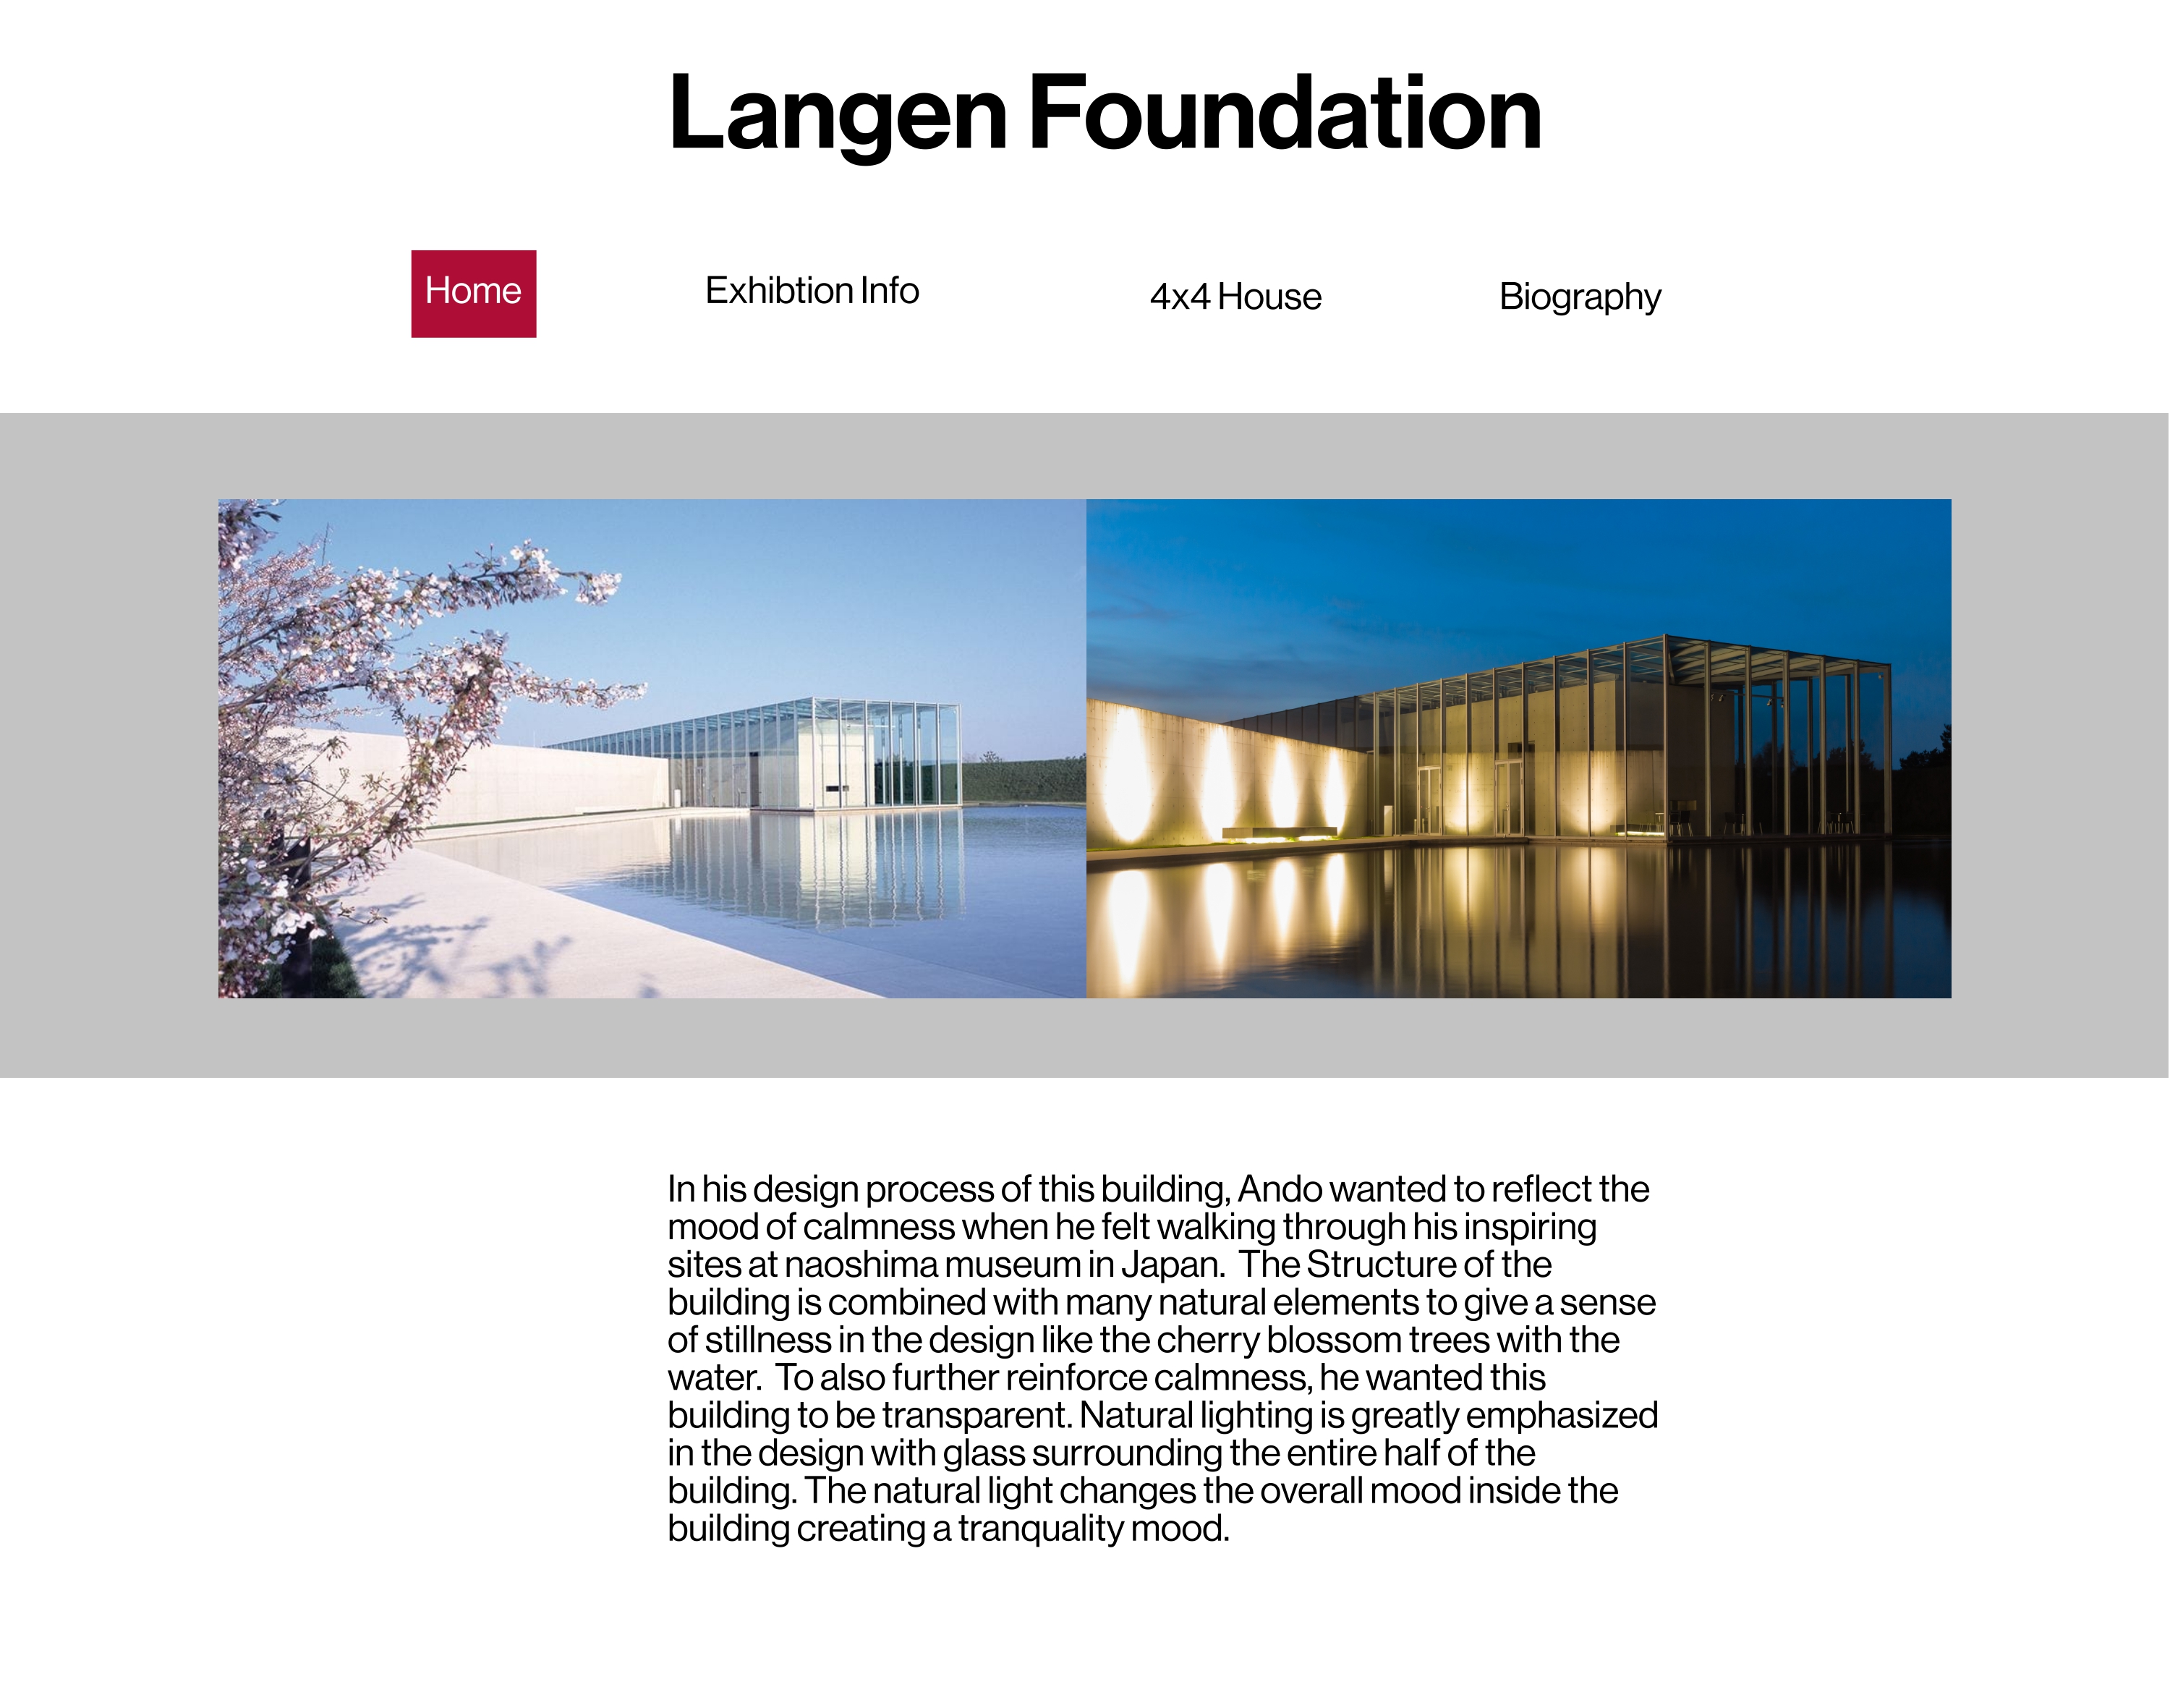 Langen Foundation
Home
Exhibtion Info
4x4 House
Biography
In his design process of this building, Ando wanted to reflect the
mood of calmness when he felt walking through his inspiring
sites at naoshima museum in Japan.  The Structure of the
building is combined with many natural elements to give a sense
of stillness in the design like the cherry blossom trees with the
water.  To also further reinforce calmness, he wanted this
building to be transparent. Natural lighting is greatly emphasized
in the design with glass surrounding the entire half of the
building. The natural light changes the overall mood inside the
building creating a tranquality mood.